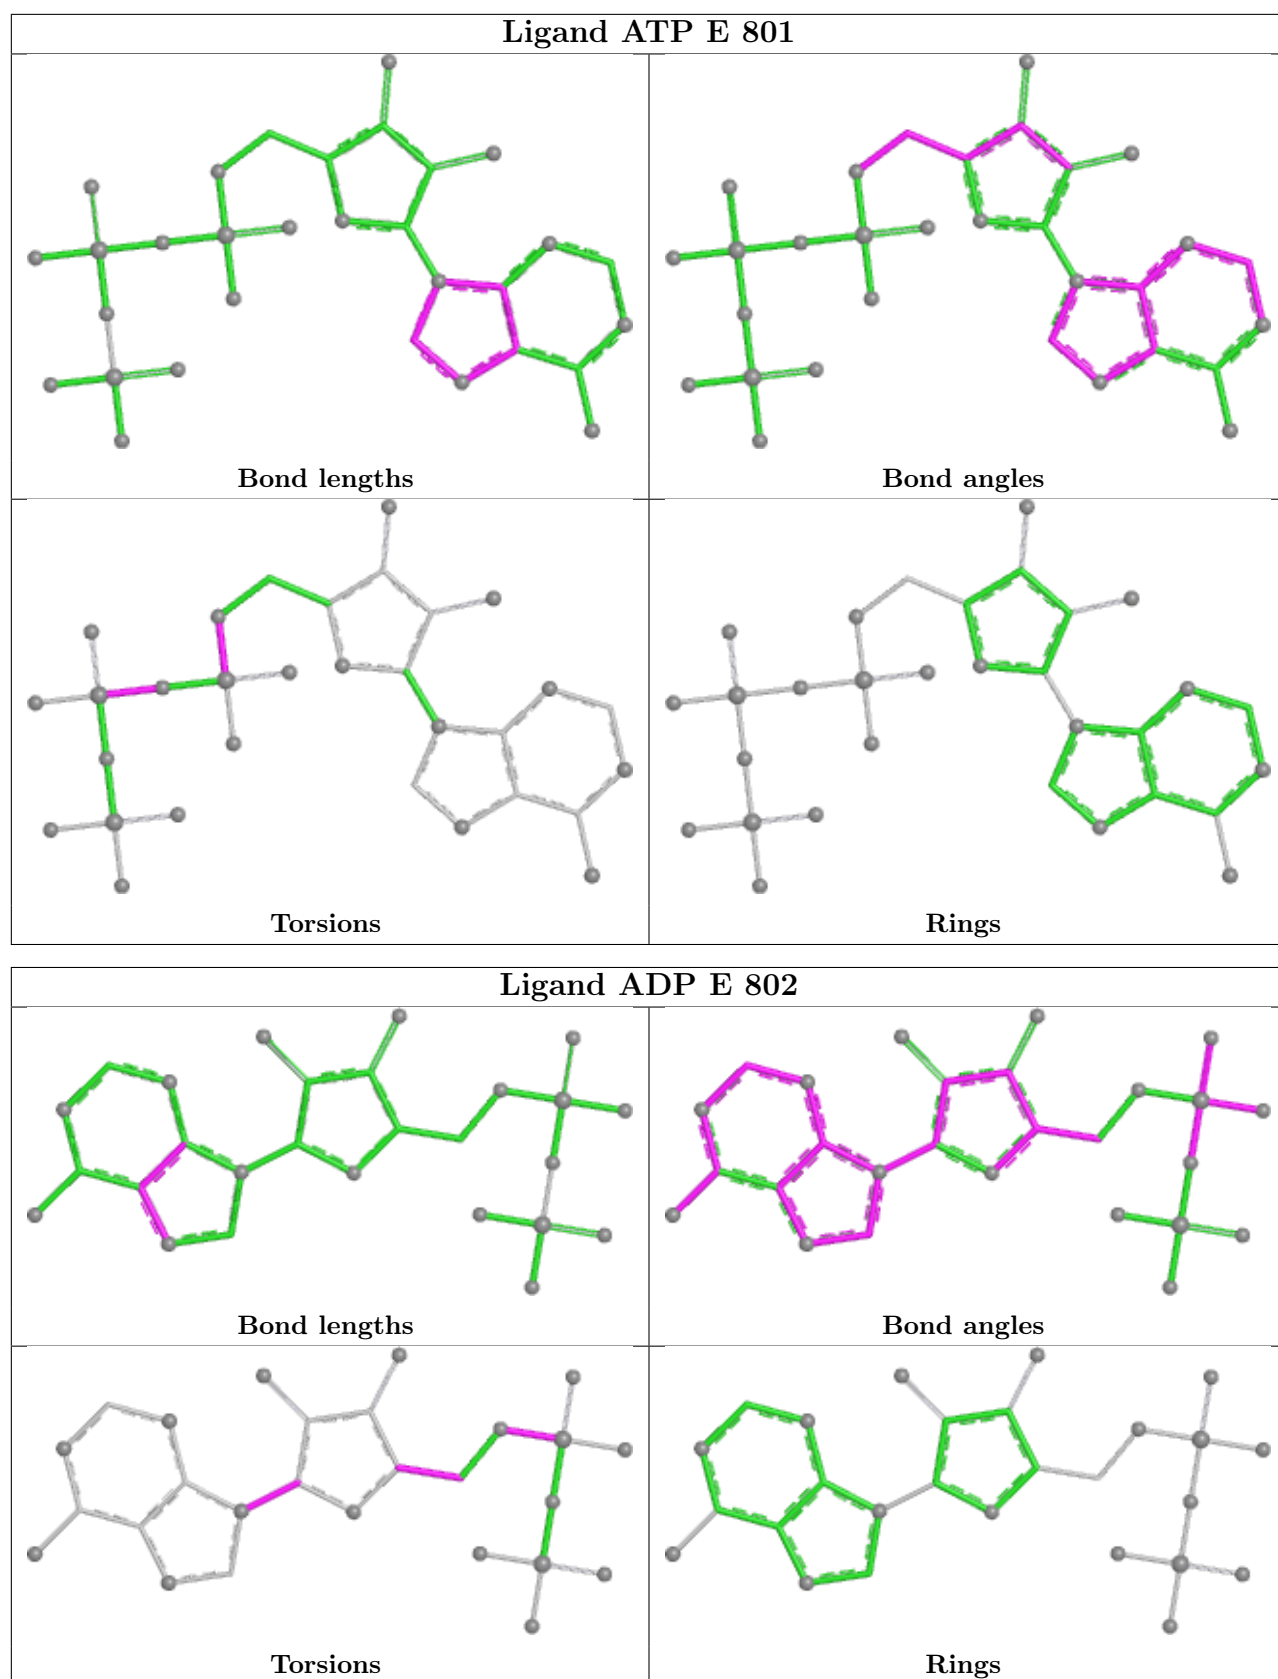 Ligand ATP E 801
Bond lengths
Bond angles
Torsions
Rings
Ligand ADP E 802
Bond lengths
Bond angles
Torsions
Rings